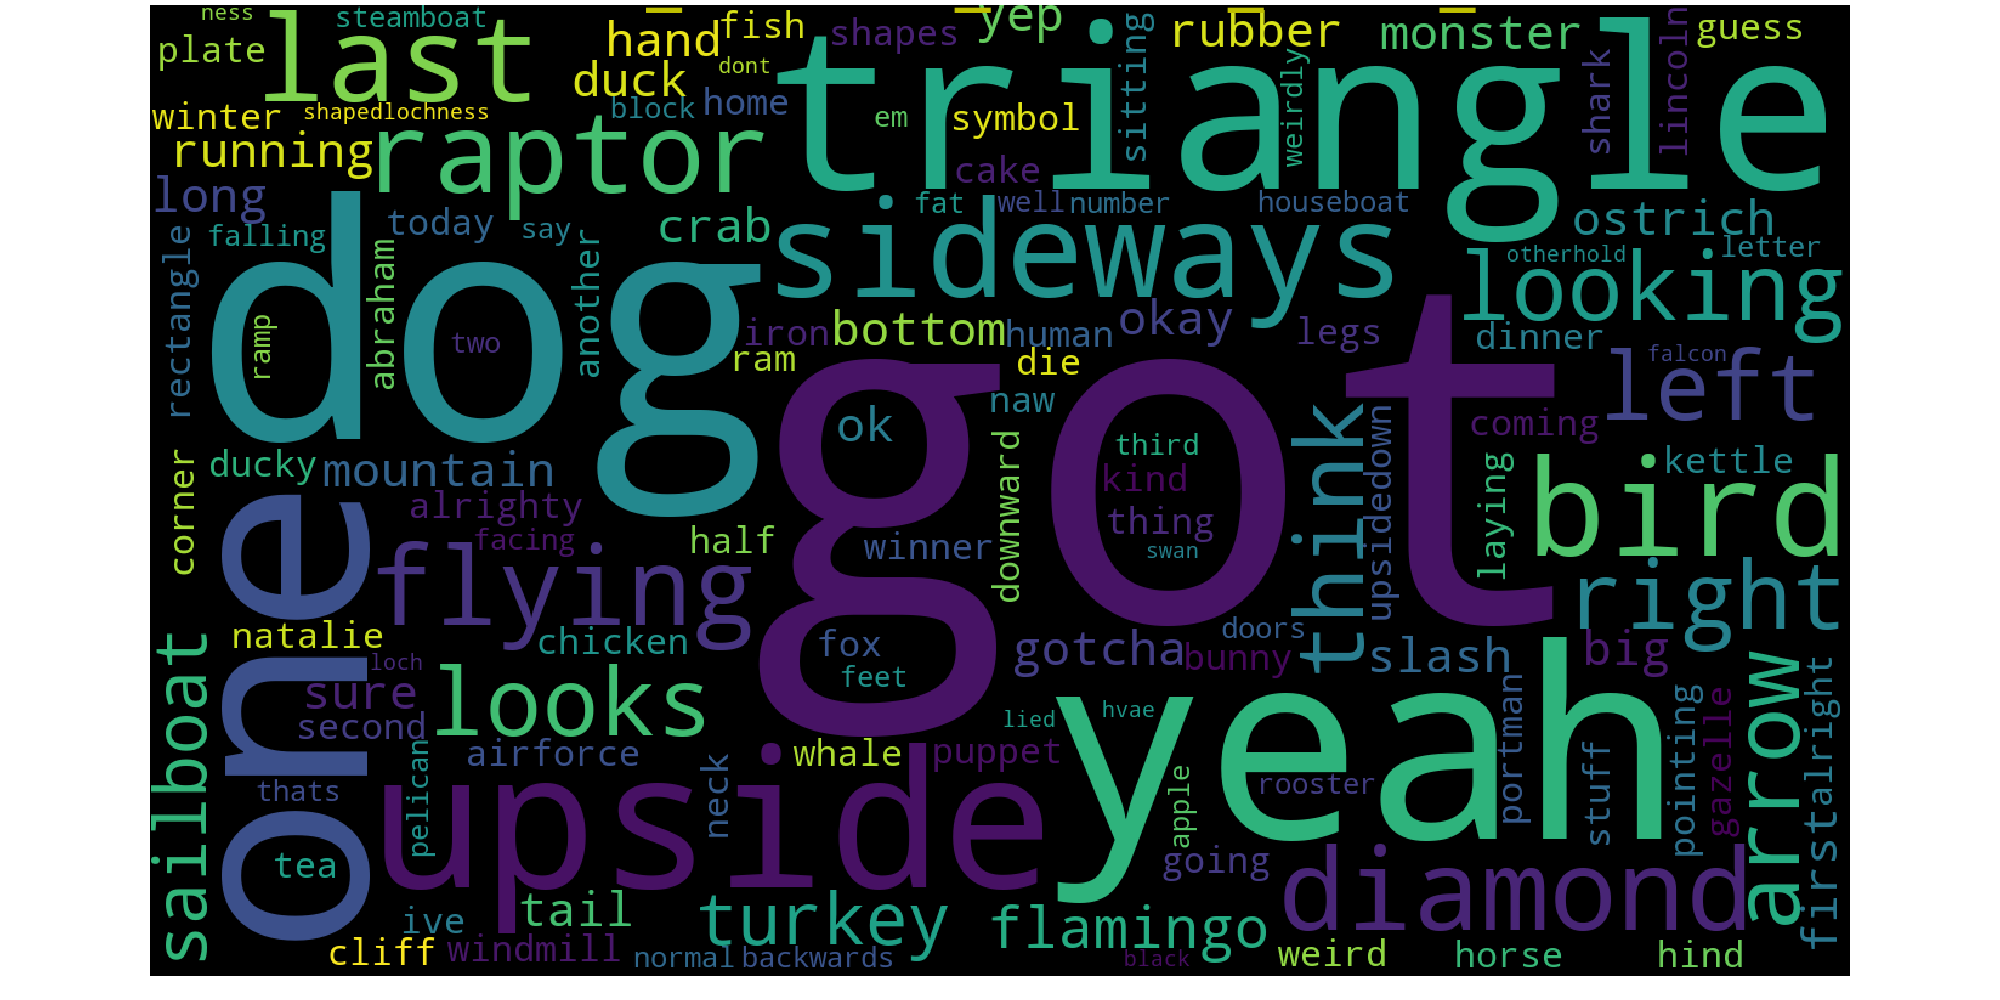 ness
steamboat
last
plate
hand
fish
duck
dont
shapes
yep
rubber
monster
lincoln
guess
triangle
winter
shapedlochness
block
home
em
symbol
sitting
weirdly
shark
running
raptor
cake
long
today
say
crab
fat
well
number
houseboat
ostrich
falling
abraham
another
sideways
otherhold
letter
looking
rectangle
dog
ramp
two
iron
bottom
human
okay
legs
dinner
ram
die
left
falcon
naw
got
ok
coming
corner
ducky
mountain
downward
third
kind
think
upsidedown
laying
bird
kettle
alrighty
thing
facing
half
winner
swan
one
flying
right
natalie
chicken
fox
gotcha
doors
bunny
slash
big
loch
feet
sailboat
sure
looks
second
lied
hvae
yeah
portman
pointing
gazelle
arrow
firstalright
airforce
neck
whale
puppet
stuff
thats
pelican
upside
apple
rooster
tea
going
diamond
ive
tail
turkey
flamingo
cliff
windmill
normal
backwards
black
weird
horse
hind